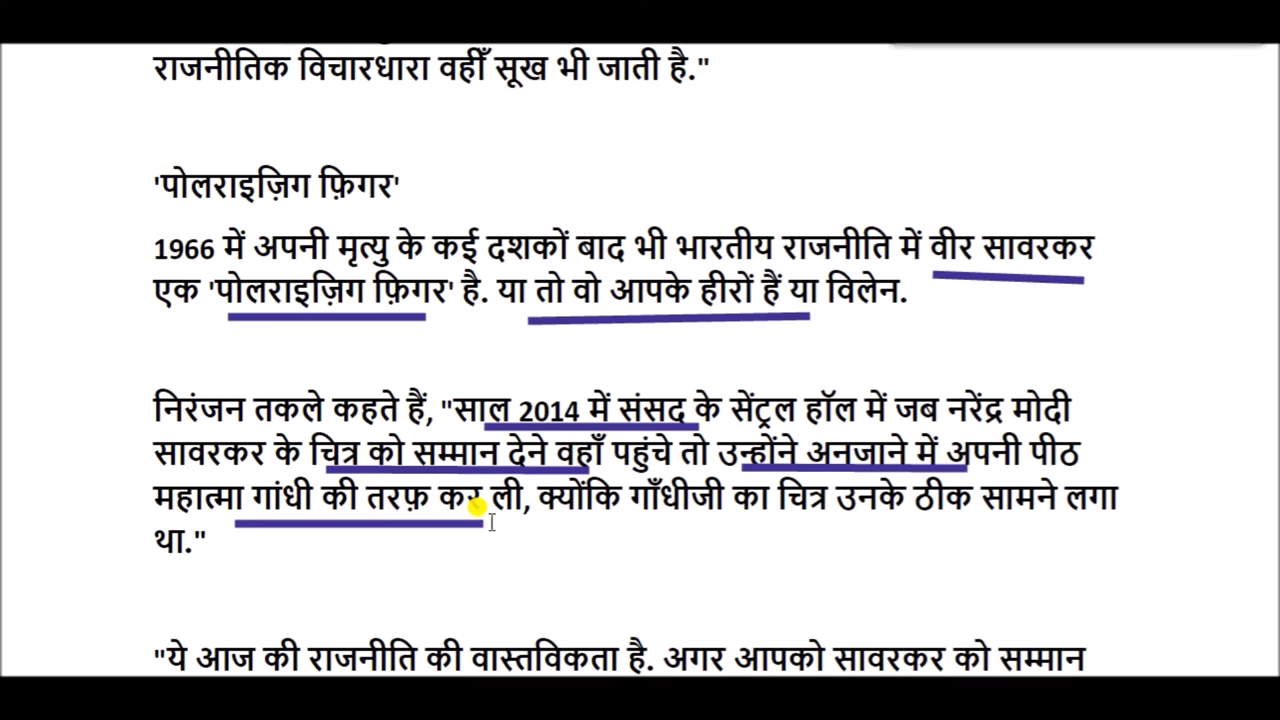 राजनीतिक विचारधारा वहीँ सूख भी जाती है."
'पोलराइज़िग फ़िगर'
1966 में अपनी मृत्यु के कई दशकों बाद भी भारतीय राजनीति में वीर सावरकर
एक 'पोलराइज़िग फ़िगर' है. या तो वो आपके हीरों हैं या विलेन.
निरंजन तकले कहते हैं, "साल 2014 में संसद के सेंट्रल हॉल में जब नरेंद्र मोदी
सावरकर के चित्र को सम्मान देने वहाँ पहुंचे तो उन्होंने अनजाने में अपनी पीठ
महात्मा गांधी की तरफ़ कर ली, क्योंकि गाँधीजी का चित्र उनके ठीक सामने लगा
था."
"ये आज की राजनीति की वास्तविकता है. अगर आपको सावरकर को सम्मान